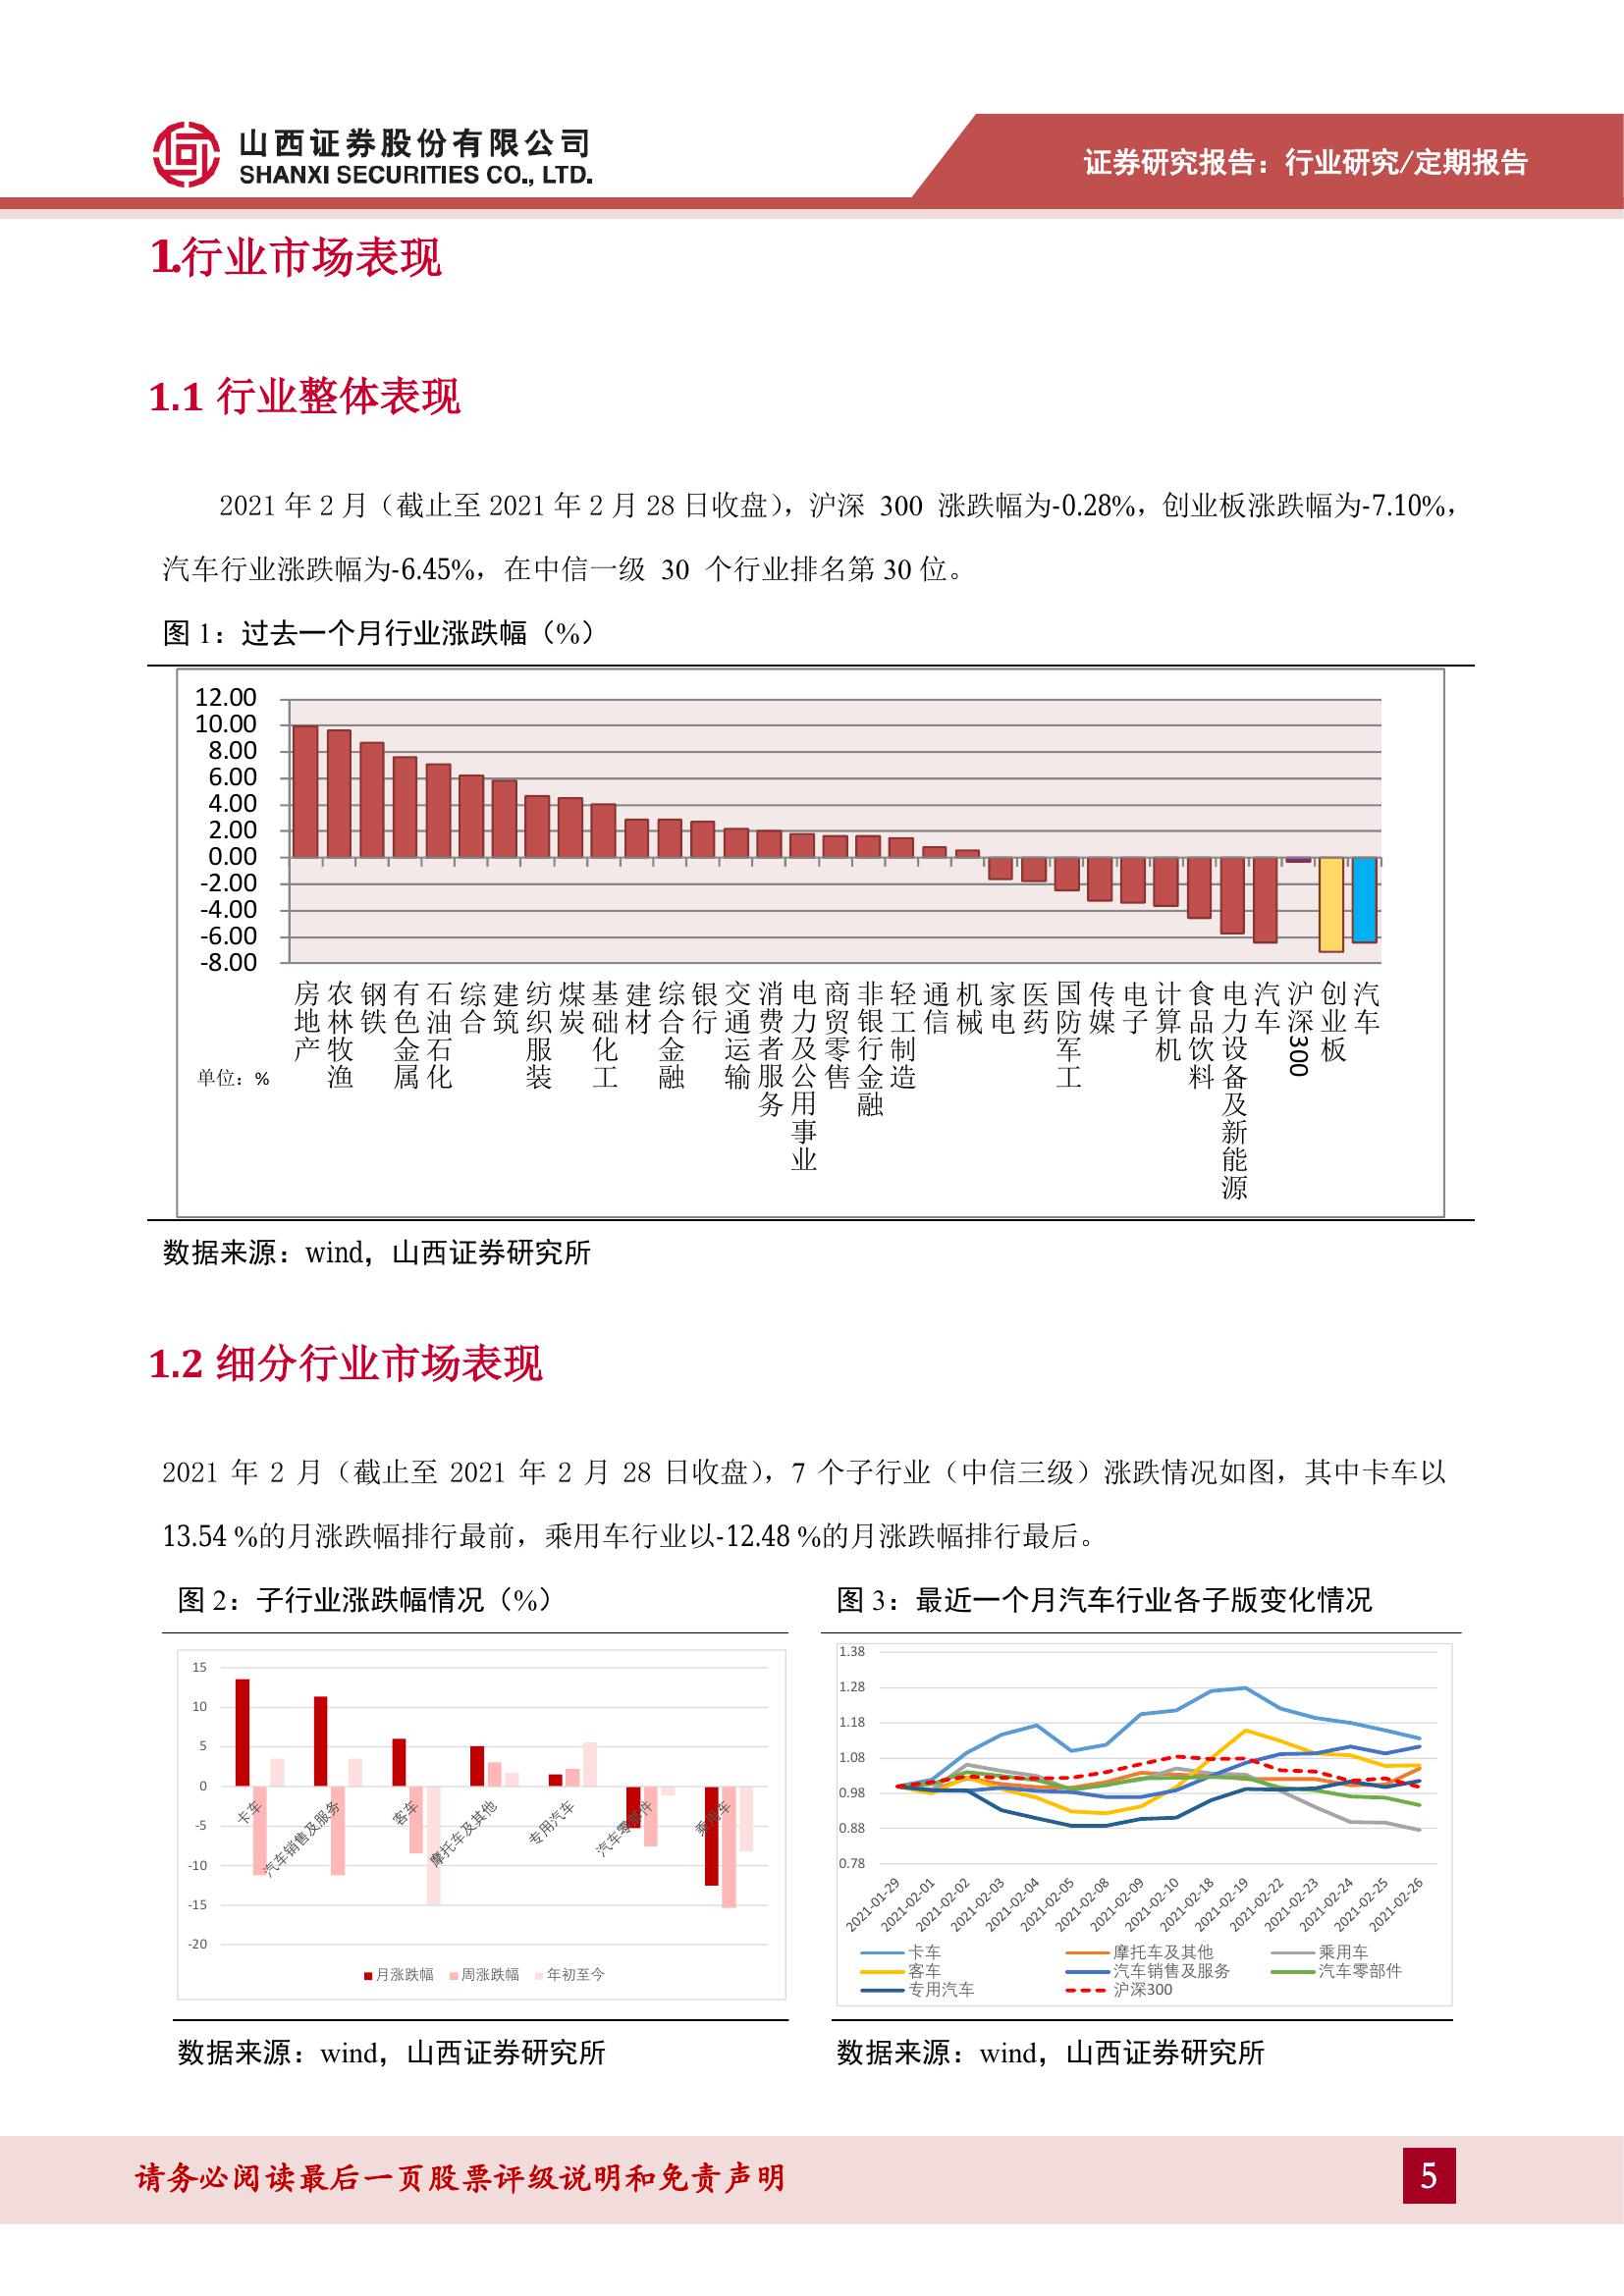 山西证券股份有限公司
SHANXI SECURITIES CO., LTD.
证券研究报告：行业研究/定期报告
1.行业市场表现
1.1 行业整体表现
2021 年 2 月（截止至 2021 年 2 月 28 日收盘），沪深 300 涨跌幅为-0.28%，创业板涨跌幅为-7.10%，
汽车行业涨跌幅为-6.45%，在中信一级 30 个行业排名第 30 位。
图 1：过去一个月行业涨跌幅（%）
12.00
10.00
8.00
6.00
4.00
2.00
0.00
-2.00
-4.00
-6.00
-8.00
单位：%
房地产
农林牧渔
钢铁
有色金属
石油石化
综合
建筑
纺织服装
煤炭
基础化工
建材
综合金融
银行
交通运输
消费者服务
电力及公用事业
商贸零售
非银行金融
轻工制造
通信
机械
家电
医药
国防军工
传媒
电子
计算机
食品饮料
电力设备及新能源
汽车
沪深300
创业板
汽车
数据来源：wind，山西证券研究所
1.2 细分行业市场表现
2021 年 2 月（截止至 2021 年 2 月 28 日收盘），7 个子行业（中信三级）涨跌情况如图，其中卡车以
13.54 %的月涨跌幅排行最前，乘用车行业以-12.48 %的月涨跌幅排行最后。
图 2：子行业涨跌幅情况（%）
15
10
5
0
-5
-10
-15
-20
卡车
汽车销售及服务
客车
摩托车及其他
专用汽车
汽车零部件
乘用车
月涨跌幅 周涨跌幅 年初至今
数据来源：wind，山西证券研究所
图 3：最近一个月汽车行业各子版变化情况
1.38
1.28
1.18
1.08
0.98
0.88
0.78
2021-01-29
2021-02-01
2021-02-02
2021-02-03
2021-02-04
2021-02-05
2021-02-08
2021-02-09
2021-02-10
2021-02-18
2021-02-19
2021-02-22
2021-02-23
2021-02-24
2021-02-25
2021-02-26
卡车 摩托车及其他 乘用车
客车 汽车销售及服务 汽车零部件
专用汽车 沪深300
数据来源：wind，山西证券研究所
请务必阅读最后一页股票评级说明和免责声明
5